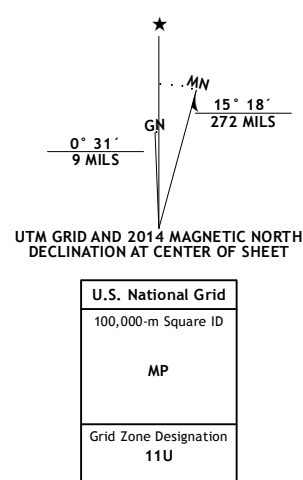 ★
MN
GN
15° 18´
272 MILS
0° 31´
9 MILS
UTM GRID AND 2014 MAGNETIC NORTH
DECLINATION AT CENTER OF SHEET
U.S. National Grid
100,000-m Square ID
MP
Grid Zone Designation
11U